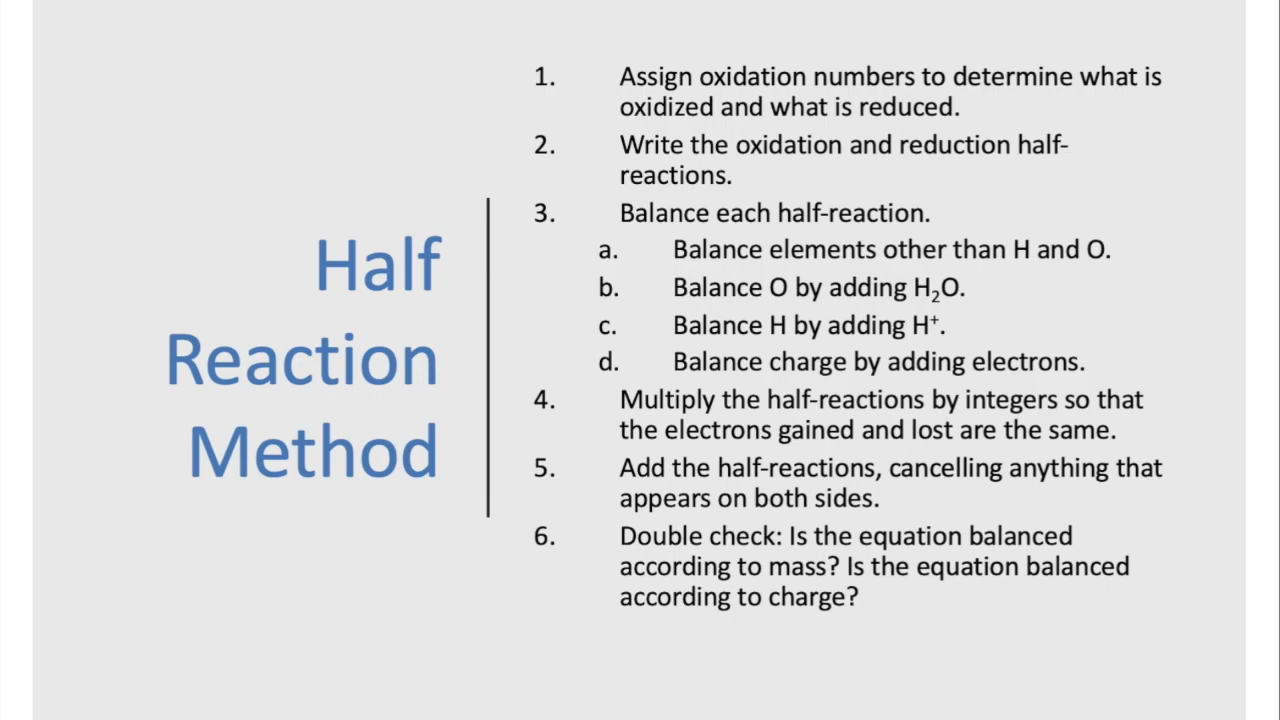 Half
Reaction
Method
1. Assign oxidation numbers to determine what is
oxidized and what is reduced.
2. Write the oxidation and reduction half-
reactions.
3. Balance each half-reaction.
a. Balance elements other than H and O.
b. Balance O by adding H₂O.
c. Balance H by adding H⁺.
d. Balance charge by adding electrons.
4. Multiply the half-reactions by integers so that
the electrons gained and lost are the same.
5. Add the half-reactions, cancelling anything that
appears on both sides.
6. Double check: Is the equation balanced
according to mass? Is the equation balanced
according to charge?